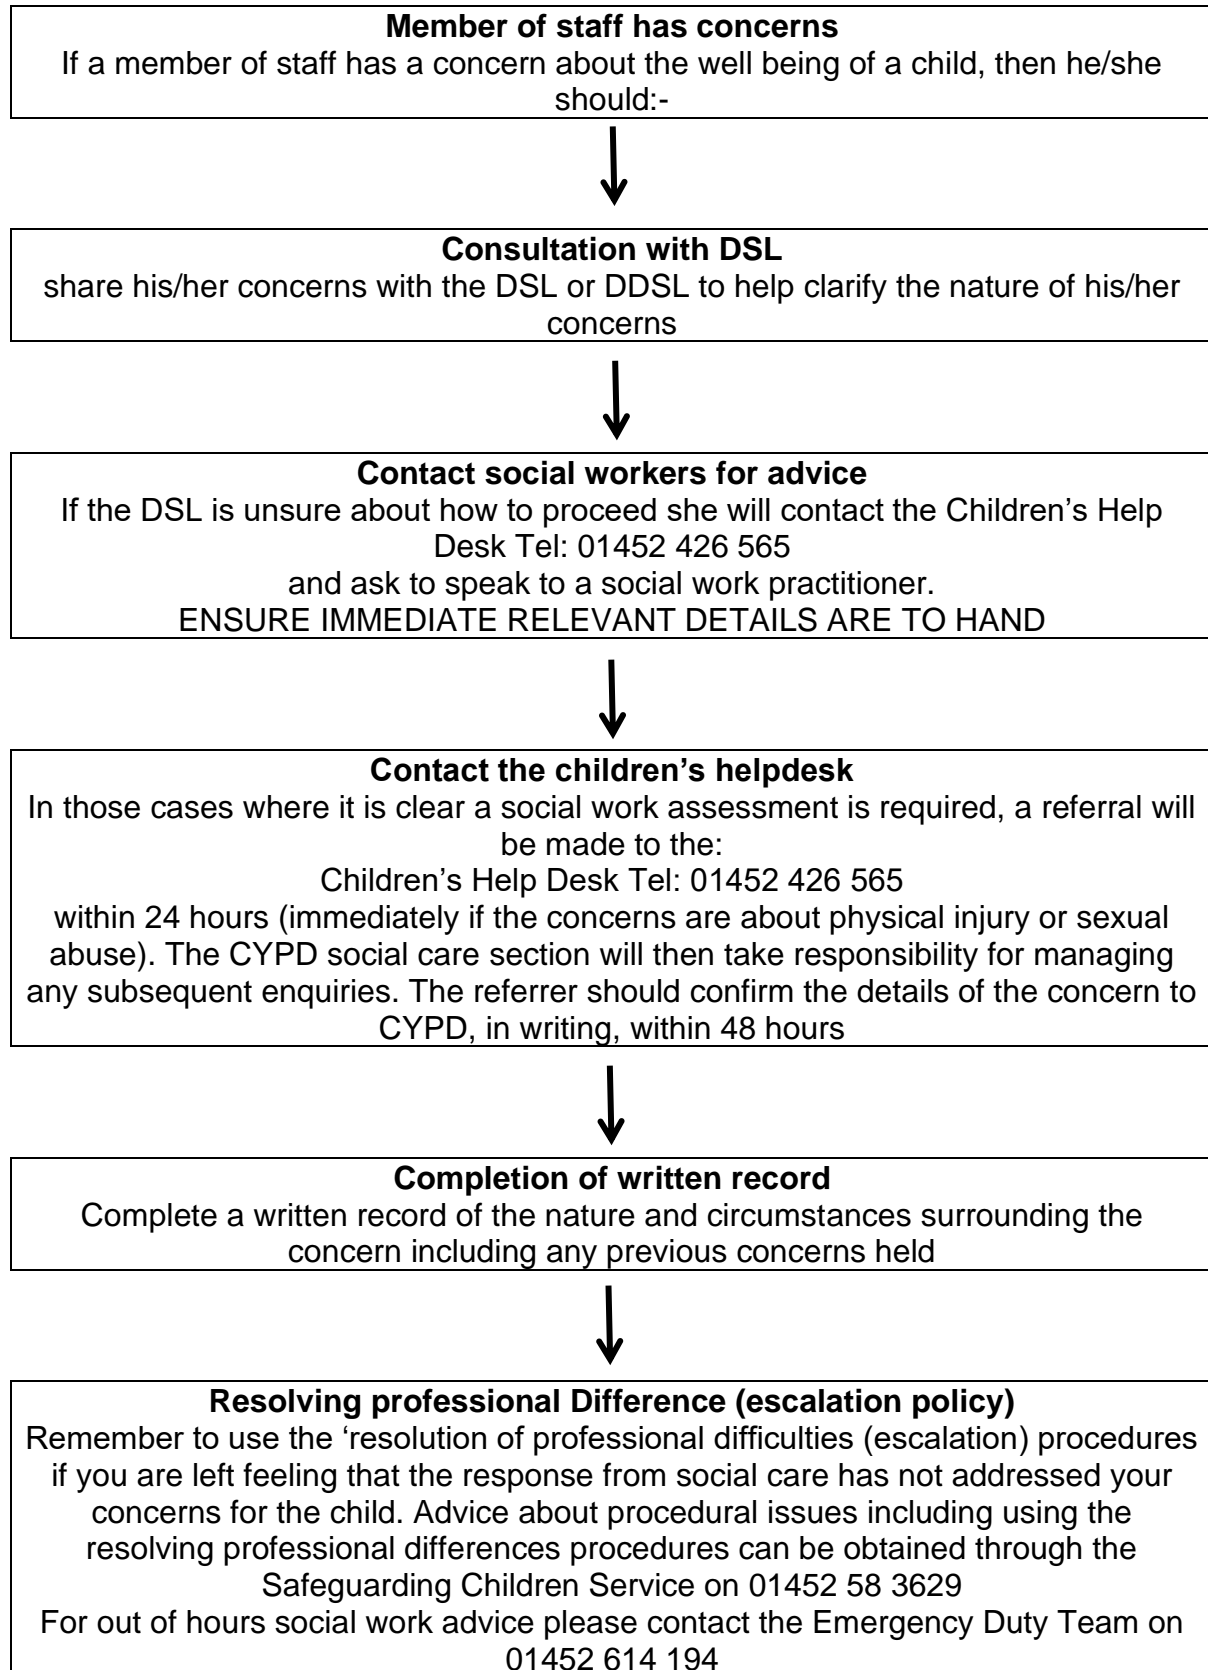 Member of staff has concerns
If a member of staff has a concern about the well being of a child, then he/she
should:-
Consultation with DSL
share his/her concerns with the DSL or DDSL to help clarify the nature of his/her
concerns
Contact social workers for advice
If the DSL is unsure about how to proceed she will contact the Children’s Help
Desk Tel: 01452 426 565
and ask to speak to a social work practitioner.
ENSURE IMMEDIATE RELEVANT DETAILS ARE TO HAND
Contact the children’s helpdesk
In those cases where it is clear a social work assessment is required, a referral will
be made to the:
Children’s Help Desk Tel: 01452 426 565
within 24 hours (immediately if the concerns are about physical injury or sexual
abuse). The CYPD social care section will then take responsibility for managing
any subsequent enquiries. The referrer should confirm the details of the concern to
CYPD, in writing, within 48 hours
Completion of written record
Complete a written record of the nature and circumstances surrounding the
concern including any previous concerns held
Resolving professional Difference (escalation policy)
Remember to use the ‘resolution of professional difficulties (escalation) procedures
if you are left feeling that the response from social care has not addressed your
concerns for the child. Advice about procedural issues including using the
resolving professional differences procedures can be obtained through the
Safeguarding Children Service on 01452 58 3629
For out of hours social work advice please contact the Emergency Duty Team on
01452 614 194